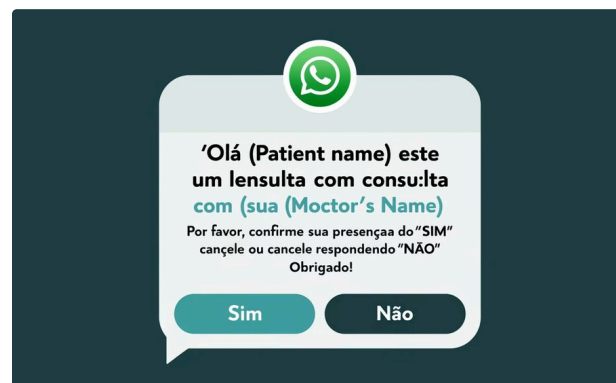 ‘Olá (Patient name) este
um lensulta com consu:lta
com (sua (Moctor’s Name)
Por favor, confirme sua presençaa do “SIM”
cançele ou cancele respondendo “NÃO”
Obrigado!
Sim
Não